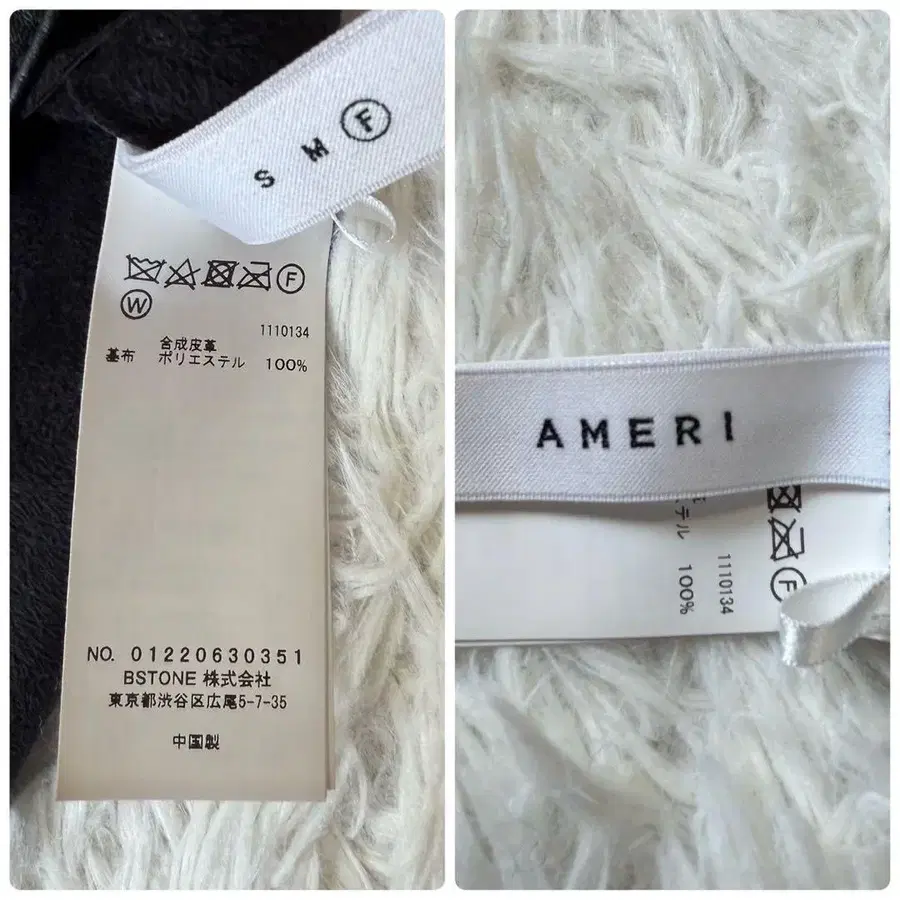 S M F
F
W
1110134
合成皮革
基布 ポリエステル 100%
NO. 01220630351
BSTONE 株式会社
東京都渋谷区広尾5-7-35
中国製
AMERI
テル 100%
1110134
F